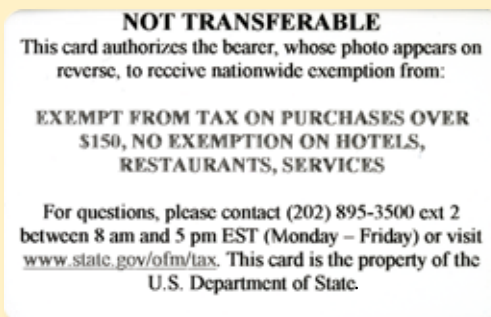 NOT TRANSFERABLE
This card authorizes the bearer, whose photo appears on
reverse, to receive nationwide exemption from:
EXEMPT FROM TAX ON PURCHASES OVER
$150, NO EXEMPTION ON HOTELS,
RESTAURANTS, SERVICES
For questions, please contact (202) 895-3500 ext 2
between 8 am and 5 pm EST (Monday – Friday) or visit
www.state.gov/ofm/tax. This card is the property of the
U.S. Department of State.